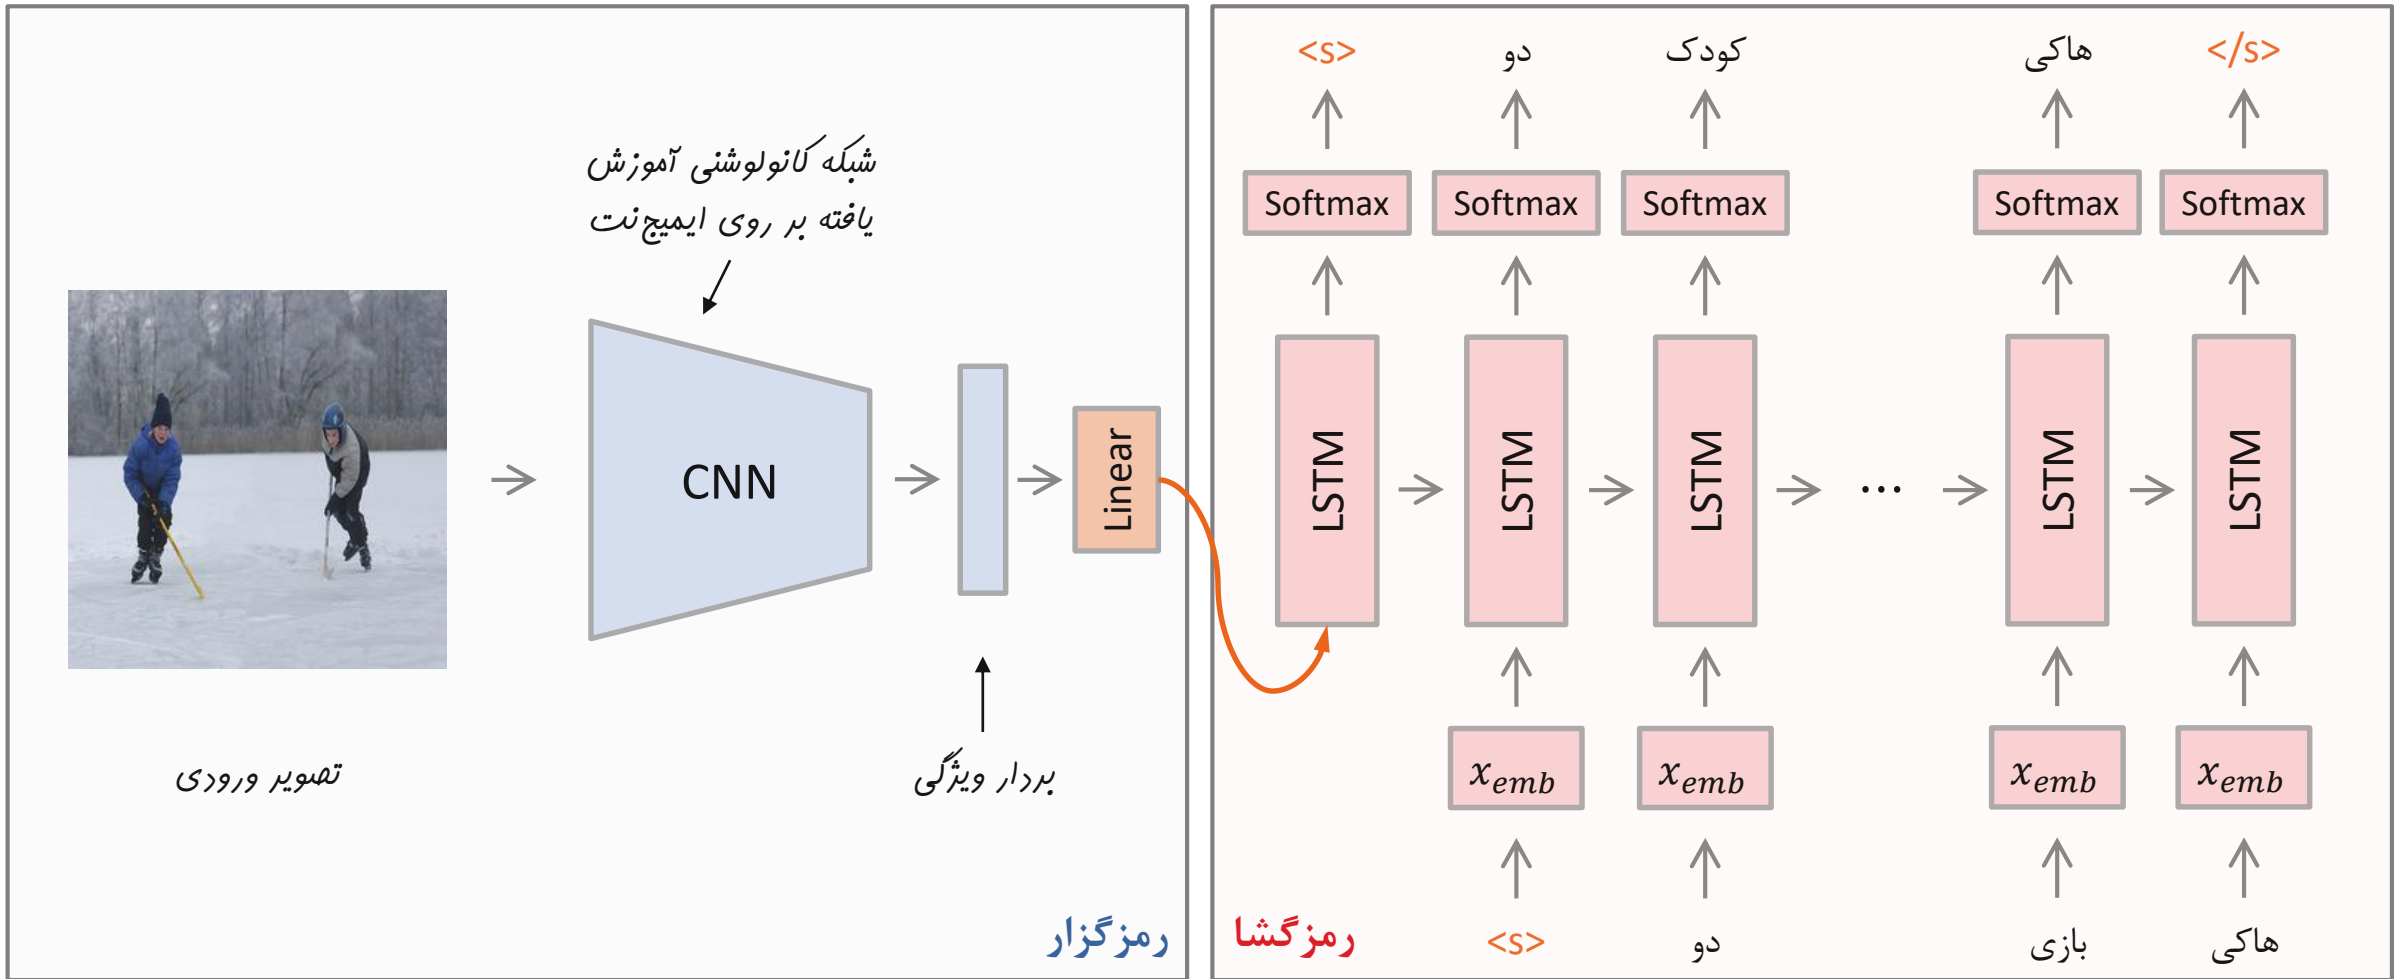 شبکه کانولوشنی آموزش
یافته بر روی ایمیج‌نت
CNN
Linear
تصویر ورودی
بردار ویژگی
رمزگزار
<s> دو کودک هاکی </s>
Softmax Softmax Softmax Softmax Softmax
LSTM LSTM LSTM ... LSTM LSTM
x_emb x_emb x_emb x_emb
<s> دو بازی هاکی
رمزگشا